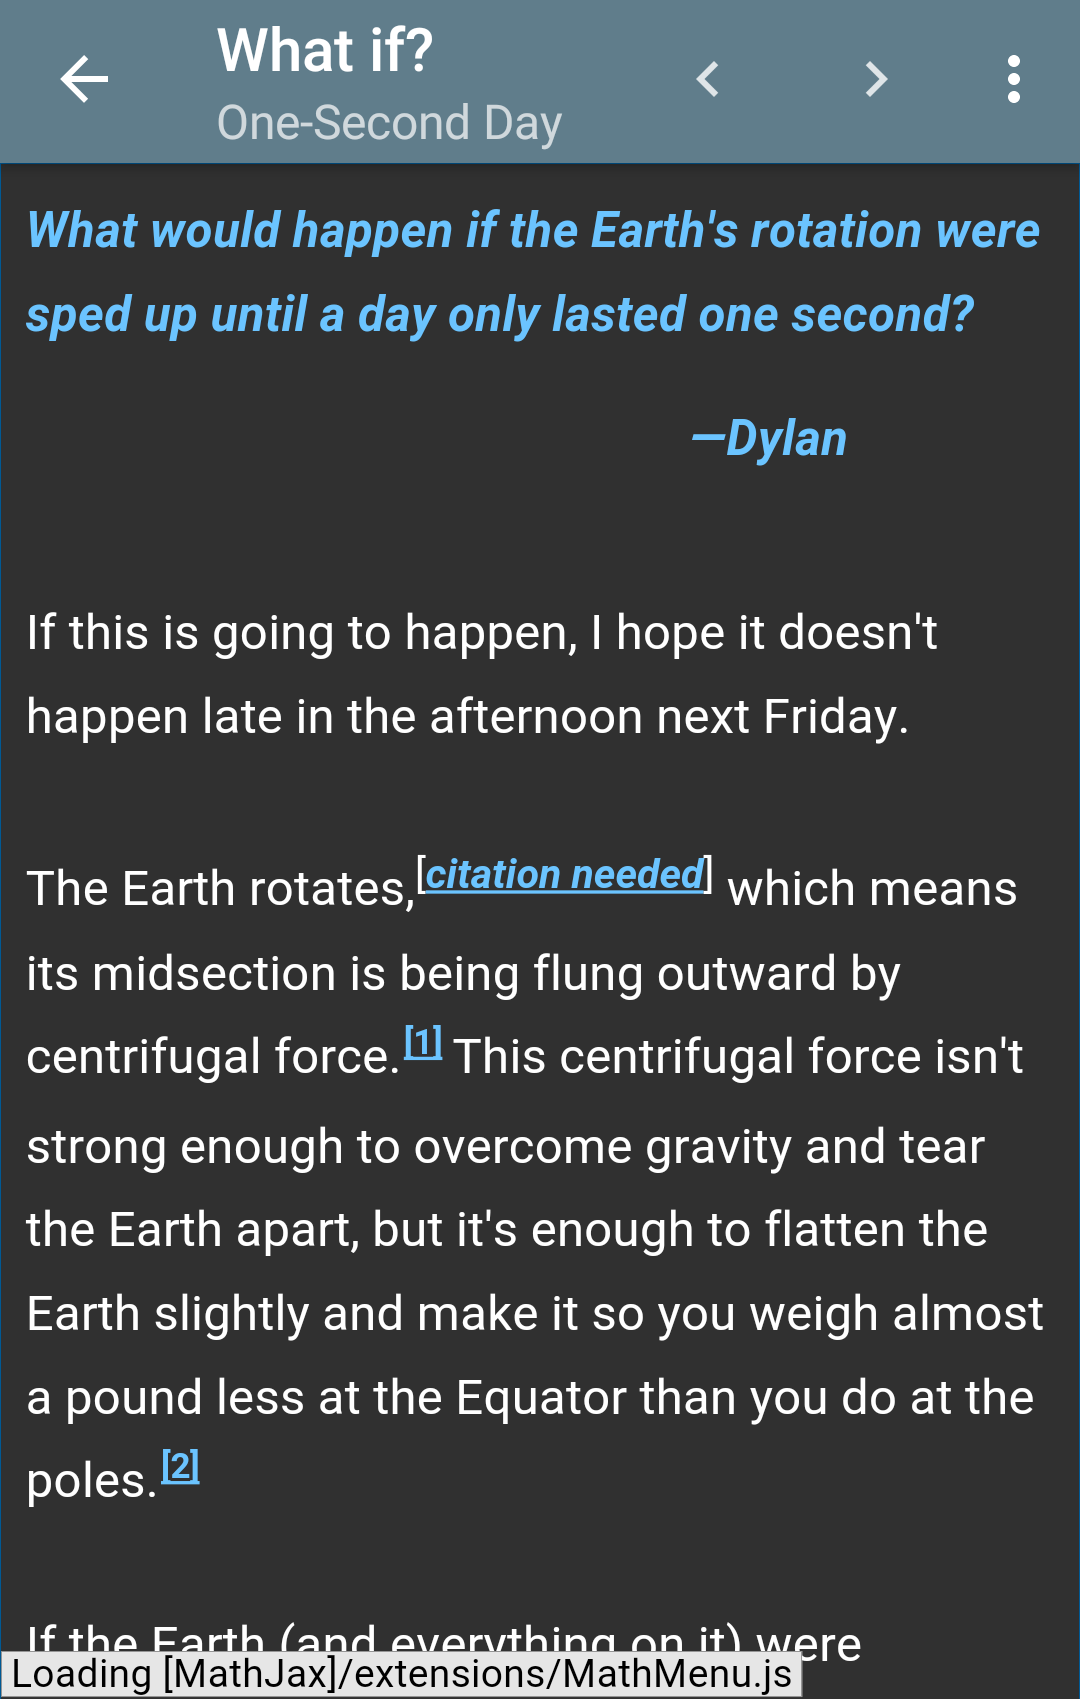 What if?
One-Second Day
What would happen if the Earth's rotation were
sped up until a day only lasted one second?
—Dylan
If this is going to happen, I hope it doesn't
happen late in the afternoon next Friday.
The Earth rotates,[citation needed] which means
its midsection is being flung outward by
centrifugal force.[1] This centrifugal force isn't
strong enough to overcome gravity and tear
the Earth apart, but it's enough to flatten the
Earth slightly and make it so you weigh almost
a pound less at the Equator than you do at the
poles.[2]
If the Earth (and everything on it) were
Loading [MathJax]/extensions/MathMenu.js